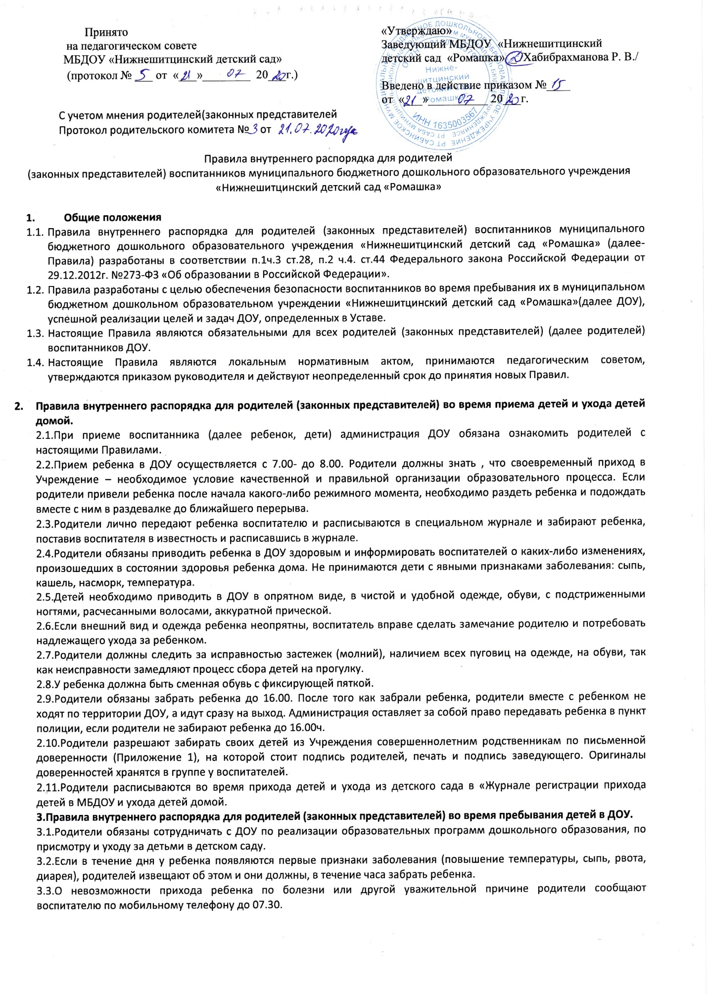 Принято
на педагогическом совете
МБДОУ «Нижнешитцинский детский сад»
(протокол № 5 от «21» 07 2020г.)
«Утверждаю»
Заведующий МБДОУ «Нижнешитцинский
детский сад «Ромашка» /Хабибрахманова Р. В./
Введено в действие приказом № 15
от «21» 07 2020 г.
Нижне-
шитцинский
детский сад
"Ромашка"
ИНН 1635003567
С учетом мнения родителей(законных представителей
Протокол родительского комитета №3 от 21.07.2020года
Правила внутреннего распорядка для родителей
(законных представителей) воспитанников муниципального бюджетного дошкольного образовательного учреждения
«Нижнешитцинский детский сад «Ромашка»
1. Общие положения
1.1. Правила внутреннего распорядка для родителей (законных представителей) воспитанников муниципального
бюджетного дошкольного образовательного учреждения «Нижнешитцинский детский сад «Ромашка» (далее-
Правила) разработаны в соответствии п.1ч.3 ст.28, п.2 ч.4. ст.44 Федерального закона Российской Федерации от
29.12.2012г. №273-ФЗ «Об образовании в Российской Федерации».
1.2. Правила разработаны с целью обеспечения безопасности воспитанников во время пребывания их в муниципальном
бюджетном дошкольном образовательном учреждении «Нижнешитцинский детский сад «Ромашка»(далее ДОУ),
успешной реализации целей и задач ДОУ, определенных в Уставе.
1.3. Настоящие Правила являются обязательными для всех родителей (законных представителей) (далее родителей)
воспитанников ДОУ.
1.4. Настоящие Правила являются локальным нормативным актом, принимаются педагогическим советом,
утверждаются приказом руководителя и действуют неопределенный срок до принятия новых Правил.
2. Правила внутреннего распорядка для родителей (законных представителей) во время приема детей и ухода детей
домой.
2.1.При приеме воспитанника (далее ребенок, дети) администрация ДОУ обязана ознакомить родителей с
настоящими Правилами.
2.2.Прием ребенка в ДОУ осуществляется с 7.00- до 8.00. Родители должны знать , что своевременный приход в
Учреждение – необходимое условие качественной и правильной организации образовательного процесса. Если
родители привели ребенка после начала какого-либо режимного момента, необходимо раздеть ребенка и подождать
вместе с ним в раздевалке до ближайшего перерыва.
2.3.Родители лично передают ребенка воспитателю и расписываются в специальном журнале и забирают ребенка,
поставив воспитателя в известность и расписавшись в журнале.
2.4.Родители обязаны приводить ребенка в ДОУ здоровым и информировать воспитателей о каких-либо изменениях,
произошедших в состоянии здоровья ребенка дома. Не принимаются дети с явными признаками заболевания: сыпь,
кашель, насморк, температура.
2.5.Детей необходимо приводить в ДОУ в опрятном виде, в чистой и удобной одежде, обуви, с подстриженными
ногтями, расчесанными волосами, аккуратной прической.
2.6.Если внешний вид и одежда ребенка неопрятны, воспитатель вправе сделать замечание родителю и потребовать
надлежащего ухода за ребенком.
2.7.Родители должны следить за исправностью застежек (молний), наличием всех пуговиц на одежде, на обуви, так
как неисправности замедляют процесс сбора детей на прогулку.
2.8.У ребенка должна быть сменная обувь с фиксирующей пяткой.
2.9.Родители обязаны забрать ребенка до 16.00. После того как забрали ребенка, родители вместе с ребенком не
ходят по территории ДОУ, а идут сразу на выход. Администрация оставляет за собой право передавать ребенка в пункт
полиции, если родители не забирают ребенка до 16.00ч.
2.10.Родители разрешают забирать своих детей из Учреждения совершеннолетним родственникам по письменной
доверенности (Приложение 1), на которой стоит подпись родителей, печать и подпись заведующего. Оригиналы
доверенностей хранятся в группе у воспитателей.
2.11.Родители расписываются во время прихода детей и ухода из детского сада в «Журнале регистрации прихода
детей в МБДОУ и ухода детей домой.
3.Правила внутреннего распорядка для родителей (законных представителей) во время пребывания детей в ДОУ.
3.1.Родители обязаны сотрудничать с ДОУ по реализации образовательных программ дошкольного образования, по
присмотру и уходу за детьми в детском саду.
3.2.Если в течение дня у ребенка появляются первые признаки заболевания (повышение температуры, сыпь, рвота,
диарея), родителей извещают об этом и они должны, в течение часа забрать ребенка.
3.3.О невозможности прихода ребенка по болезни или другой уважительной причине родители сообщают
воспитателю по мобильному телефону до 07.30.